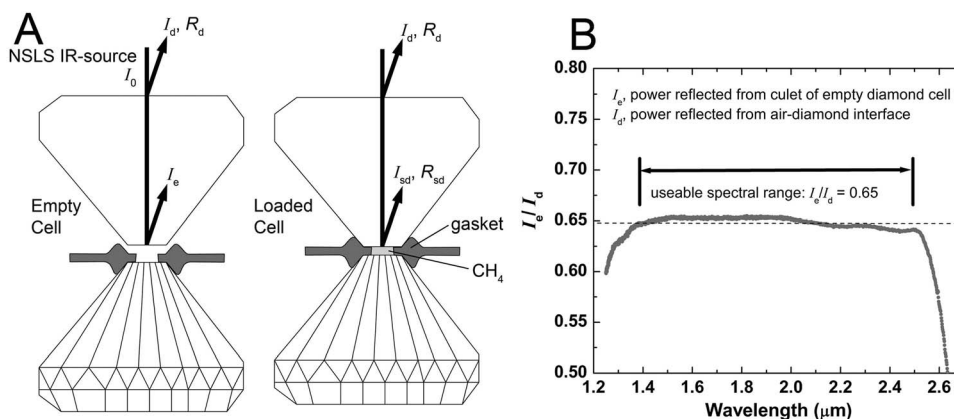 A
NSLS IR-source
I0
Id, Rd
Ie
Empty
Cell
Id, Rd
Isd, Rsd
Loaded
Cell
gasket
CH4
B
Ie, power reflected from culet of empty diamond cell
Id, power reflected from air-diamond interface
useable spectral range: Ie/Id = 0.65
Ie / Id
0.80
0.75
0.70
0.65
0.60
0.55
0.50
1.2 1.4 1.6 1.8 2.0 2.2 2.4 2.6
Wavelength (μm)